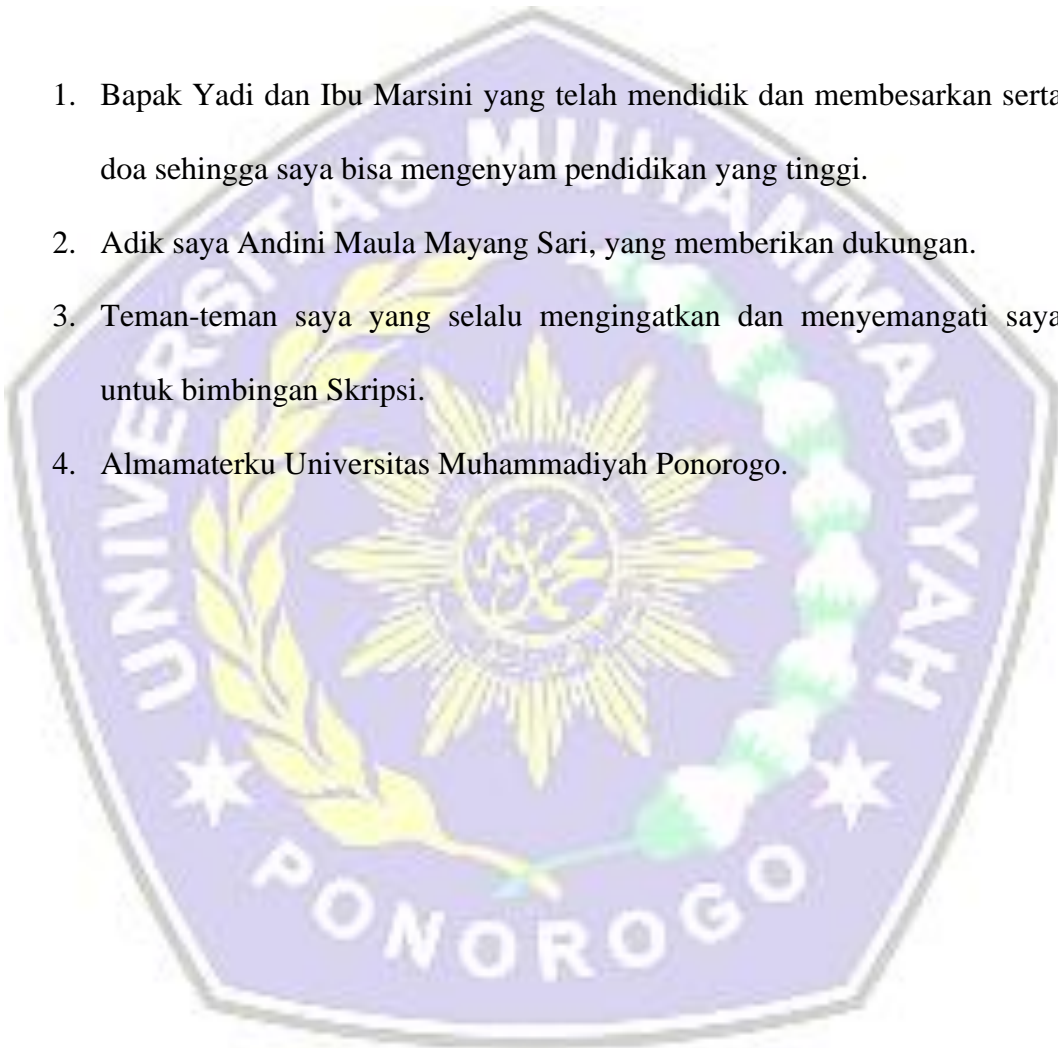 1. Bapak Yadi dan Ibu Marsini yang telah mendidik dan membesarkan serta
doa sehingga saya bisa mengenyam pendidikan yang tinggi.
2. Adik saya Andini Maula Mayang Sari, yang memberikan dukungan.
3. Teman-teman saya yang selalu mengingatkan dan menyemangati saya
untuk bimbingan Skripsi.
4. Almamaterku Universitas Muhammadiyah Ponorogo.
UNIVERSITAS MUHAMMADIYAH
PONOROGO